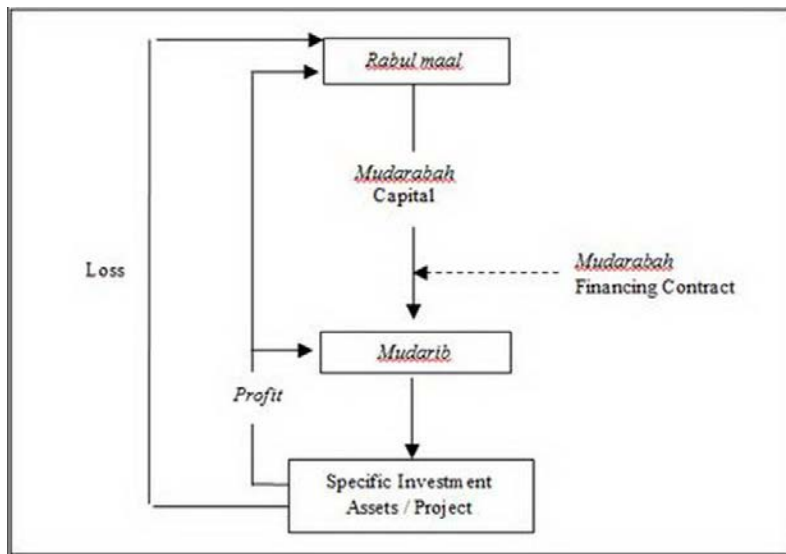 Rabul maal
Mudarabah
Capital
Loss
Mudarabah
Financing Contract
Mudarib
Profit
Specific Investment
Assets / Project